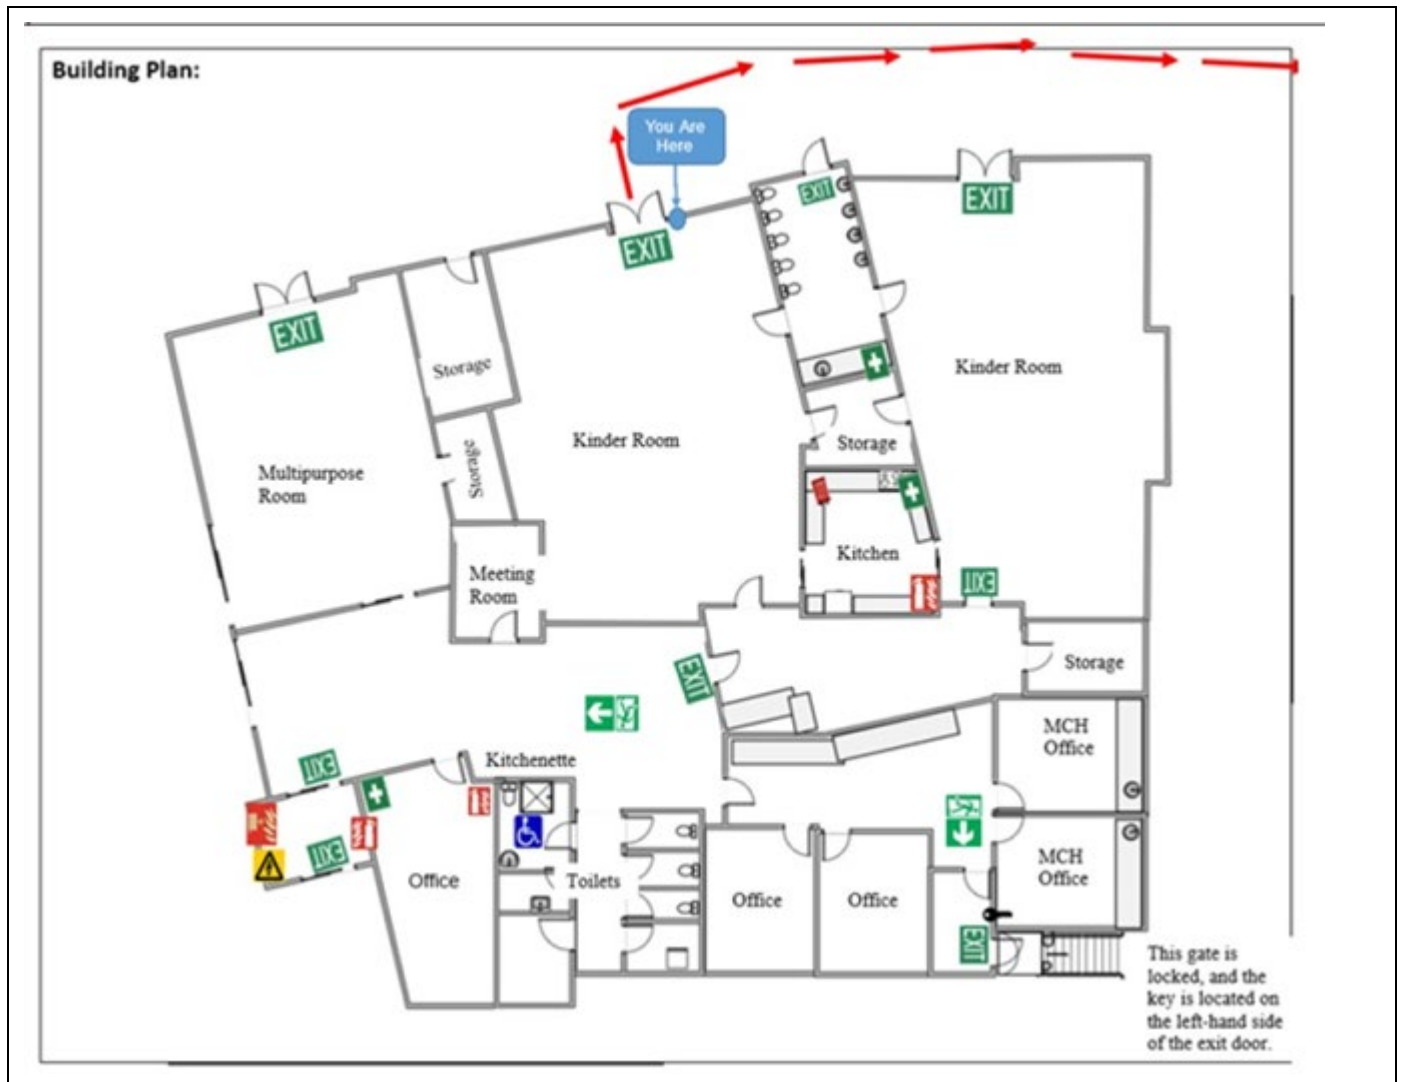 Building Plan:
You Are
Here
EXIT
EXIT
EXIT
EXIT
Storage
Kinder Room
Kinder Room
Storage
Storage
Multipurpose
Room
Kitchen
Meeting
Room
EXIT
Storage
EXIT
MCH
Office
Kitchenette
EXIT
EXIT
Office
Toilets
Office
Office
MCH
Office
EXIT
This gate is
locked, and the
key is located on
the left-hand side
of the exit door.